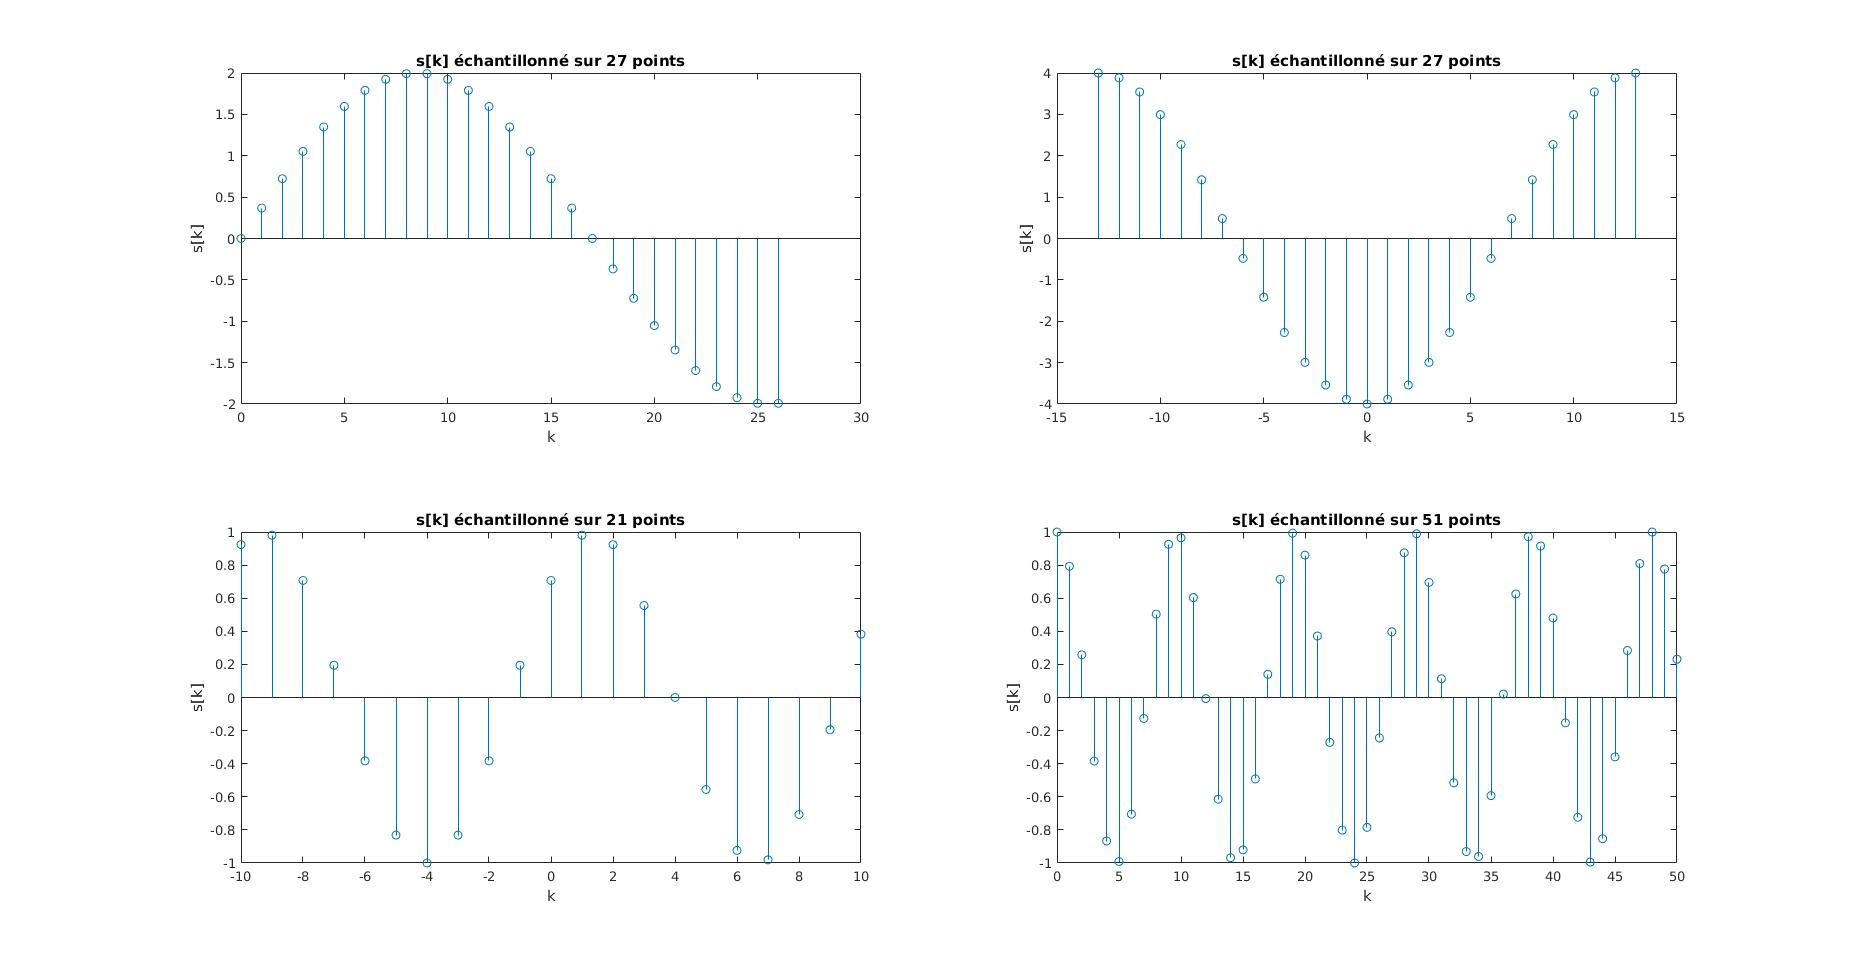 s[k] échantillonné sur 27 points
2
1.5
1
0.5
0
-0.5
-1
-1.5
-2
s[k]
0 5 10 15 20 25 30
k
s[k] échantillonné sur 27 points
4
3
2
1
0
-1
-2
-3
-4
s[k]
-15 -10 -5 0 5 10 15
k
s[k] échantillonné sur 21 points
1
0.8
0.6
0.4
0.2
0
-0.2
-0.4
-0.6
-0.8
-1
s[k]
-10 -8 -6 -4 -2 0 2 4 6 8 10
k
s[k] échantillonné sur 51 points
1
0.8
0.6
0.4
0.2
0
-0.2
-0.4
-0.6
-0.8
-1
s[k]
0 5 10 15 20 25 30 35 40 45 50
k